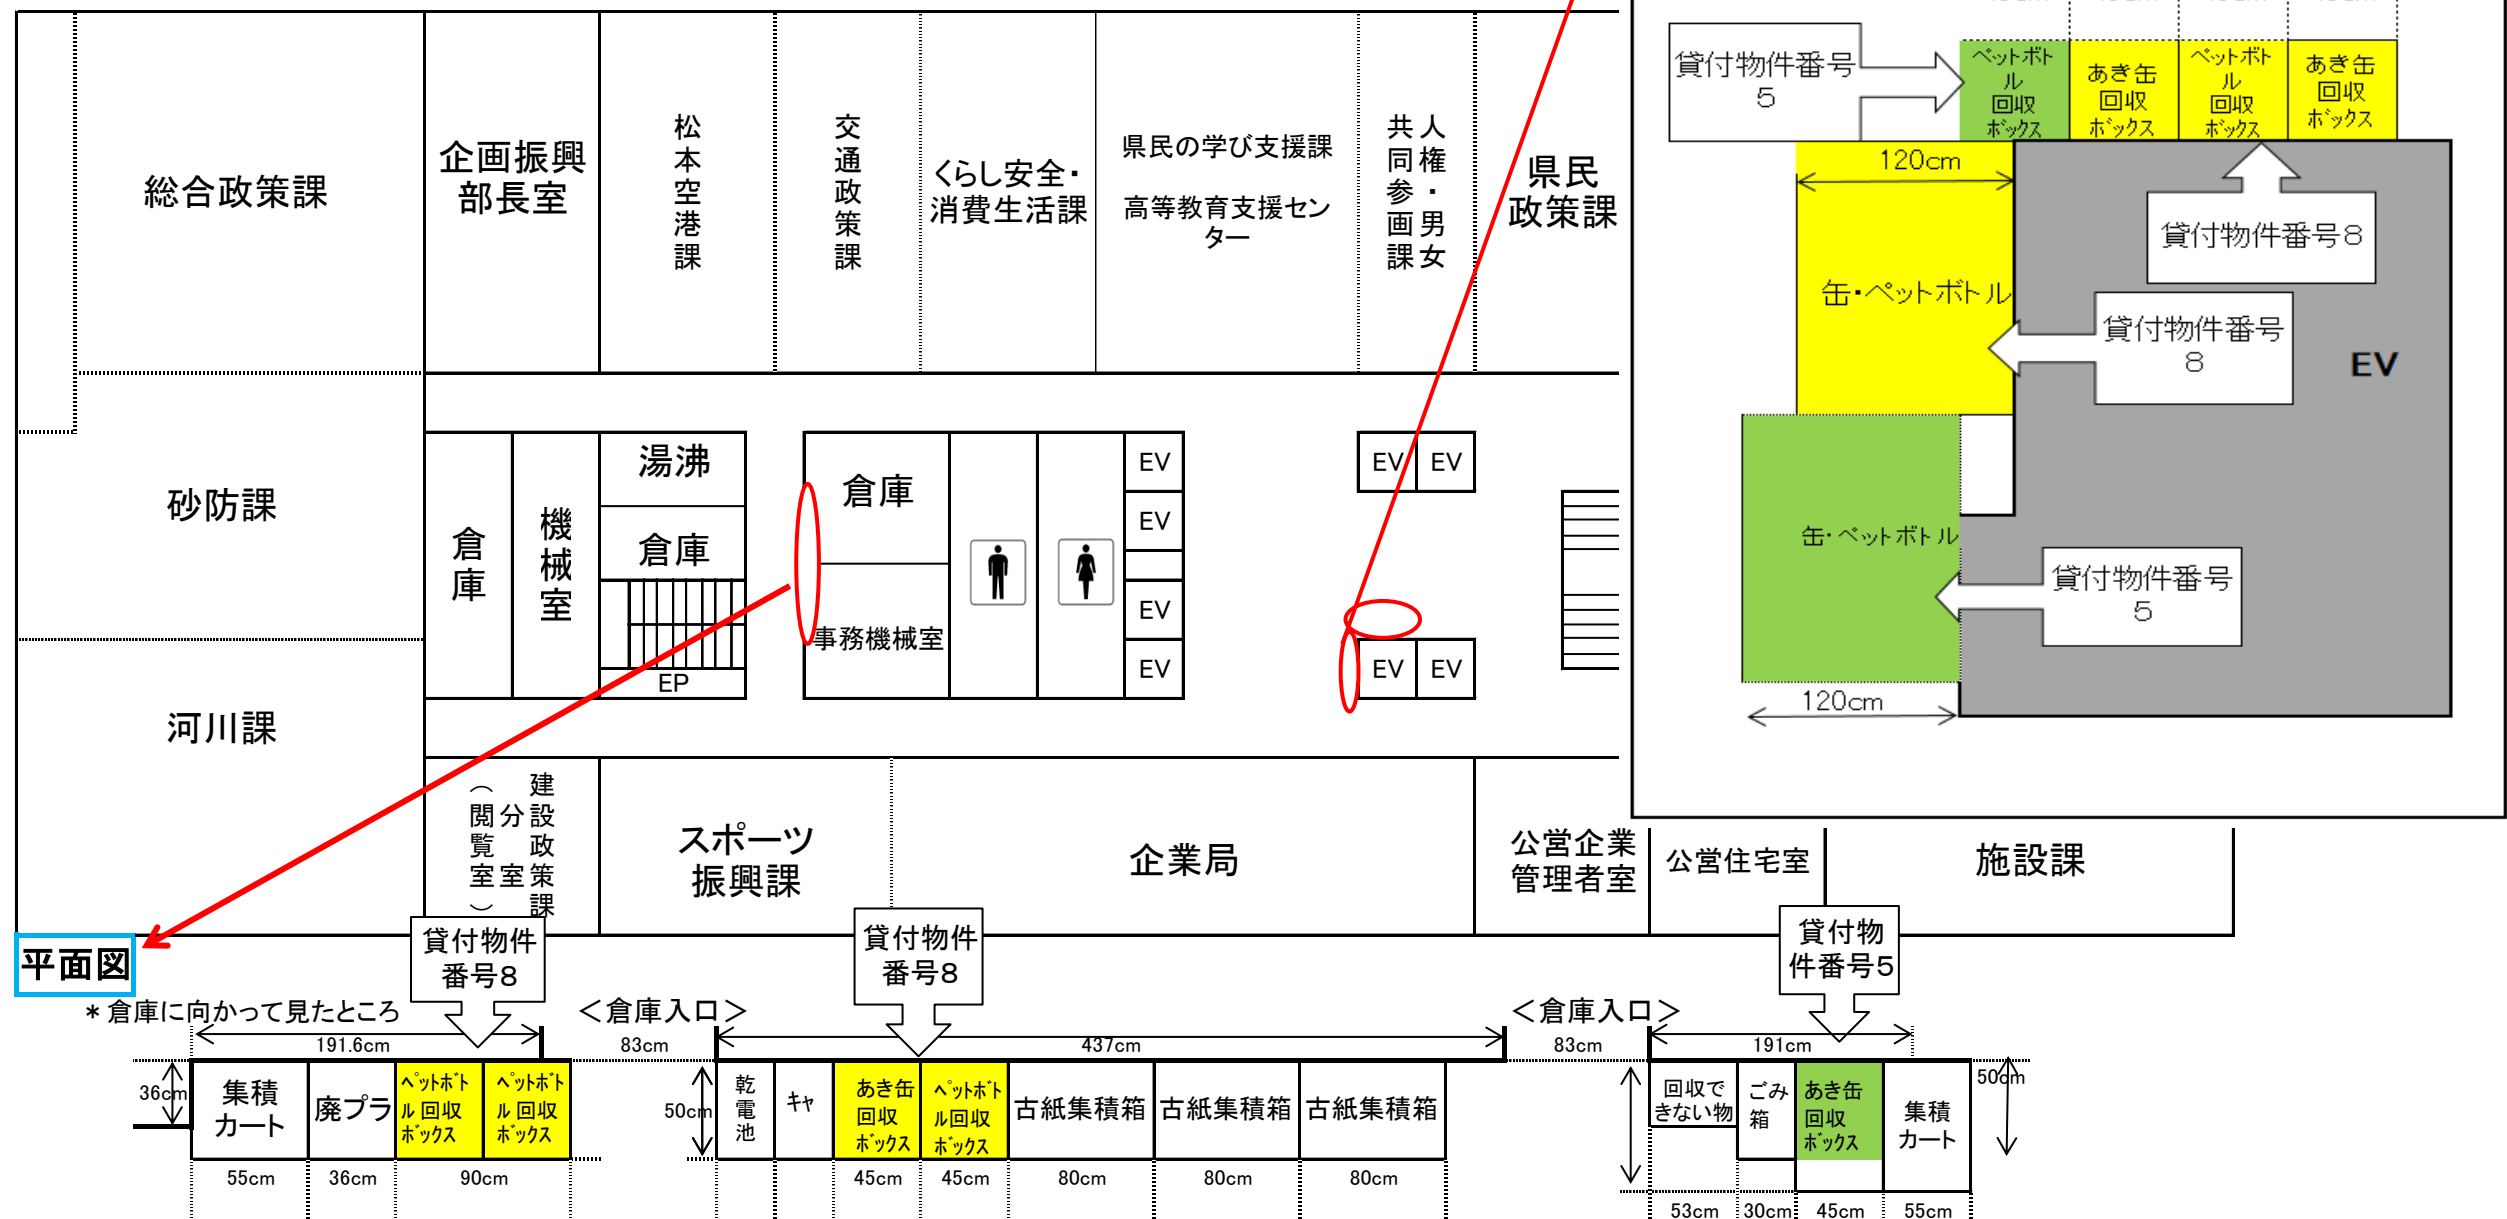 総合政策課
企画振興
部長室
松本空港課
交通政策課
くらし安全・
消費生活課
県民の学び支援課
高等教育支援セン
ター
人権・男女
共同参画課
県民
政策課
砂防課
河川課
倉庫
機械室
湯沸
倉庫
EP
倉庫
事務機械室
EV
EV
EV
EV
EV
EV
EV
EV
建設政策課
分室
（閲覧室）
スポーツ
振興課
企業局
公営企業
管理者室
公営住宅室
施設課
貸付物件番号
5
ペットボト
ル
回収
ボックス
あき缶
回収
ボックス
ペットボト
ル
回収
ボックス
あき缶
回収
ボックス
120cm
貸付物件番号8
缶・ペットボトル
貸付物件番号
8
EV
缶・ペットボトル
貸付物件番号
5
120cm
平面図
＊倉庫に向かって見たところ
貸付物件
番号8
貸付物件
番号8
貸付物
件番号5
＜倉庫入口＞
＜倉庫入口＞
191.6cm
83cm
437cm
83cm
191cm
36cm
集積
カート
廃プラ
ペットボト
ル回収
ボックス
ペットボト
ル回収
ボックス
50cm
乾電池
キャ
あき缶
回収
ボックス
ペットボト
ル回収
ボックス
古紙集積箱
古紙集積箱
古紙集積箱
回収で
きない物
ごみ
箱
あき缶
回収
ボックス
集積
カート
50cm
55cm
36cm
90cm
45cm
45cm
80cm
80cm
80cm
53cm
30cm
45cm
55cm